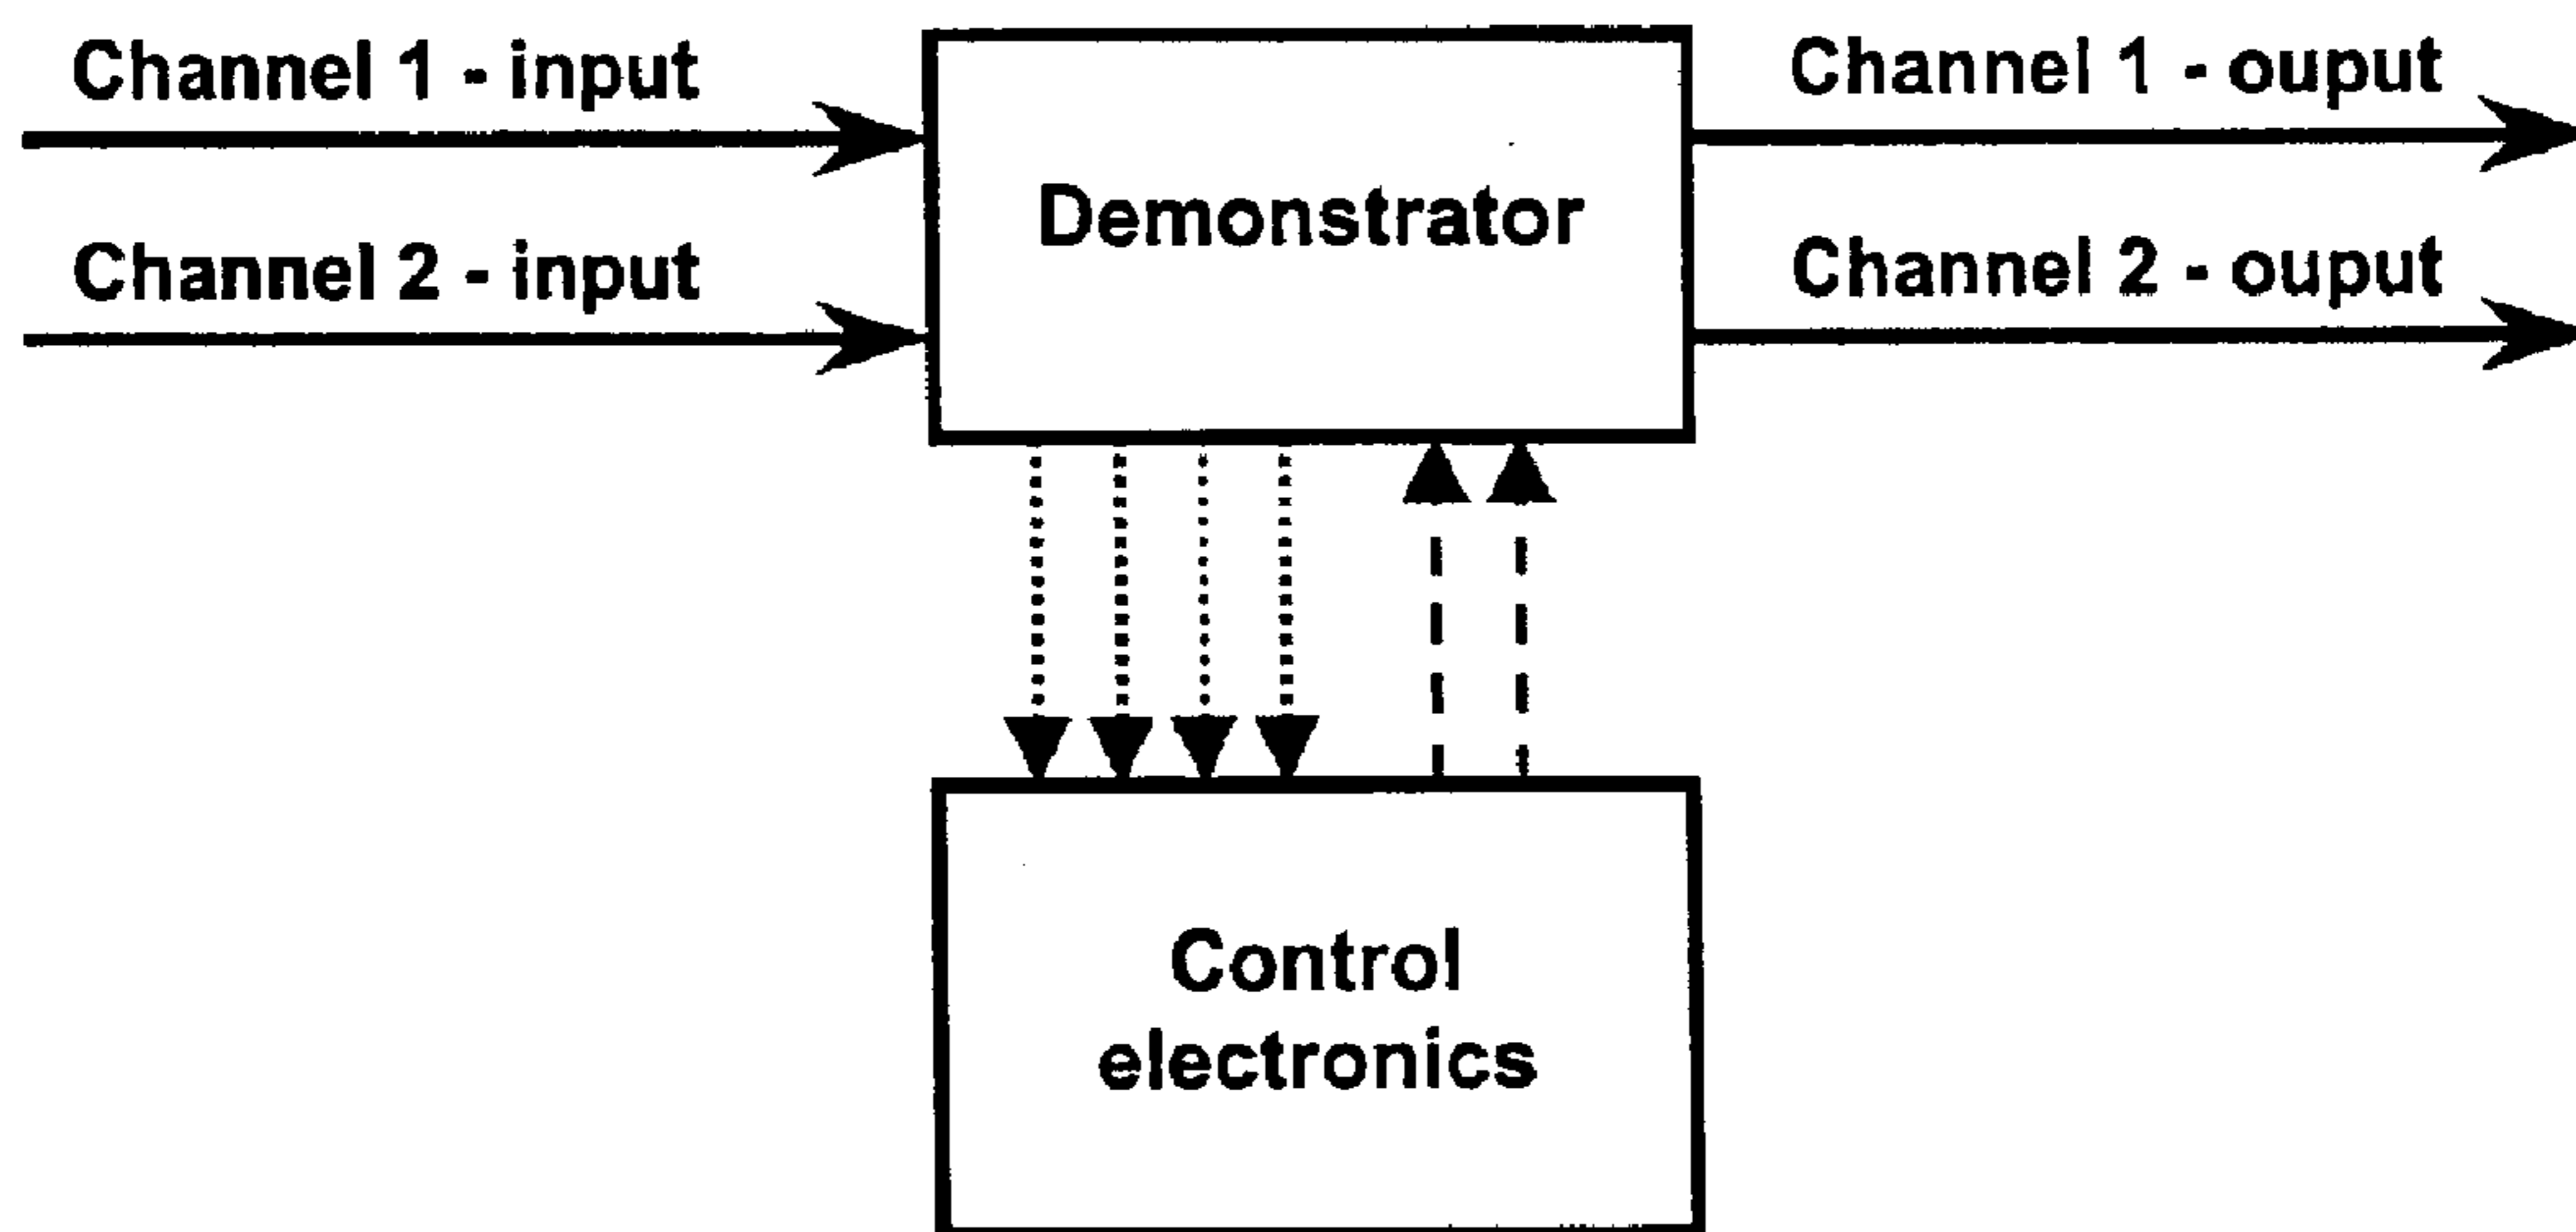 Channel 1 - input
Channel 1 - ouput
Demonstrator
Channel 2 - input
Channel 2 - ouput
Control
electronics